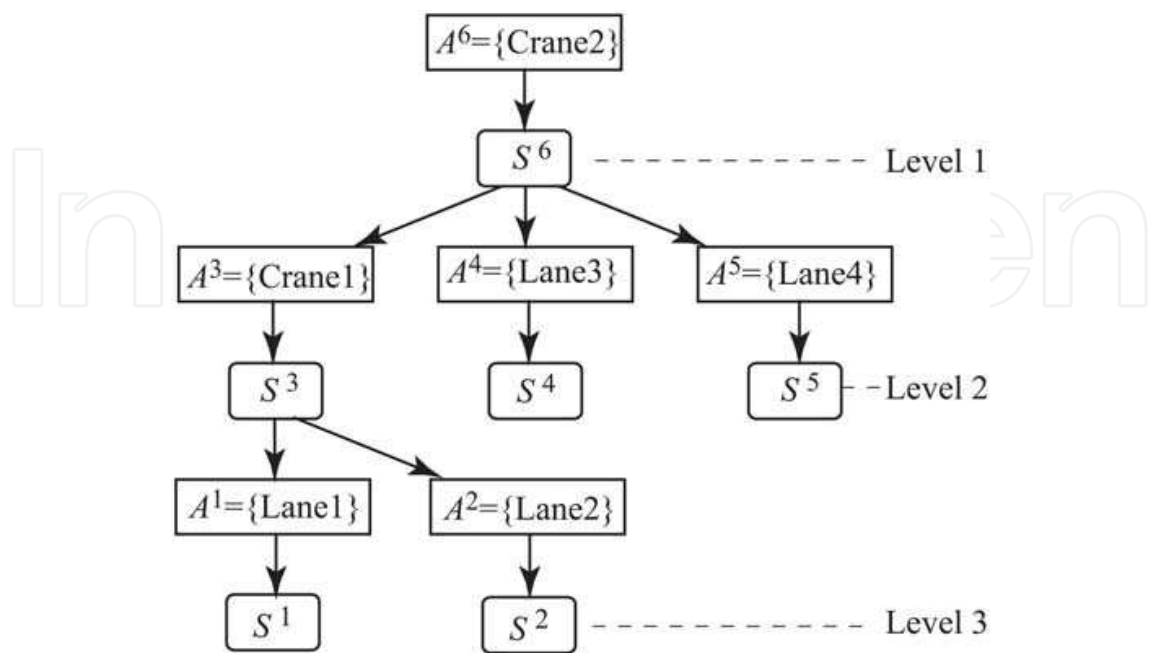 A⁶={Crane2}
S⁶
Level 1
A³={Crane1}
A⁴={Lane3}
A⁵={Lane4}
S³
S⁴
S⁵
Level 2
A¹={Lane1}
A²={Lane2}
S¹
S²
Level 3